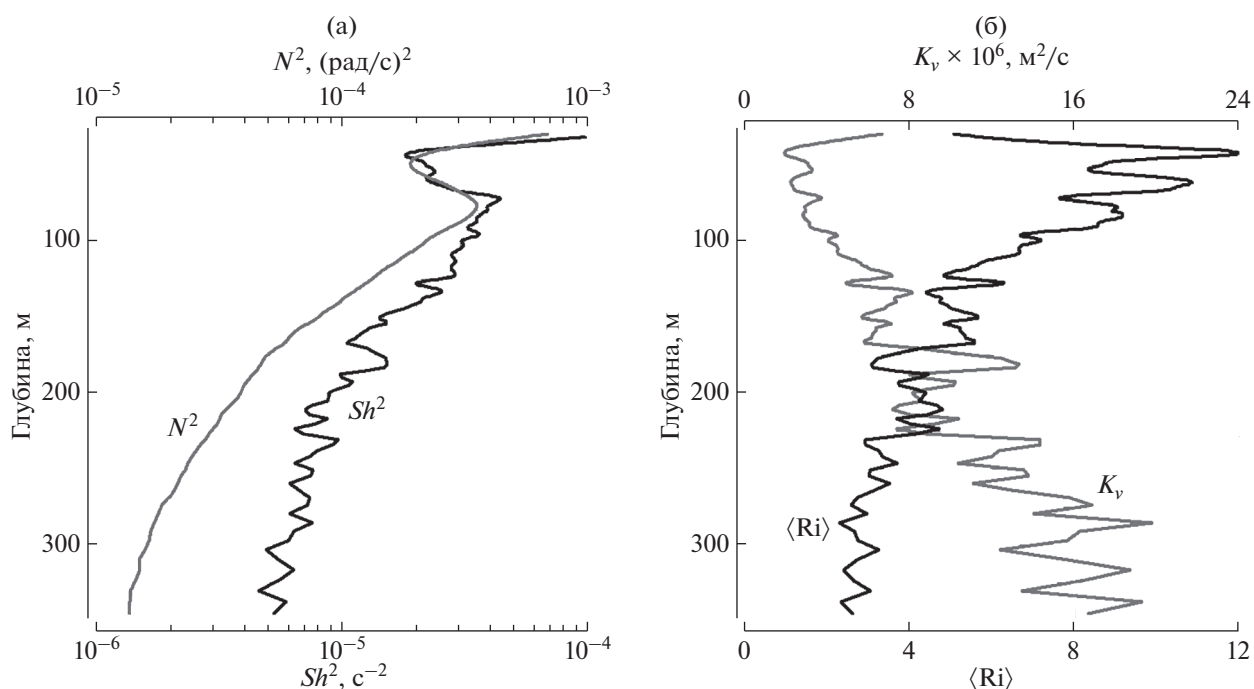 (а)
N², (рад/с)²
10⁻⁵ 10⁻⁴ 10⁻³
100
200
300
Глубина, м
N²
Sh²
10⁻⁶ 10⁻⁵ 10⁻⁴
Sh², с⁻²
(б)
Kᵥ × 10⁶, м²/с
0 8 16 24
100
200
300
Глубина, м
Kᵥ
⟨Ri⟩
0 4 8 12
⟨Ri⟩